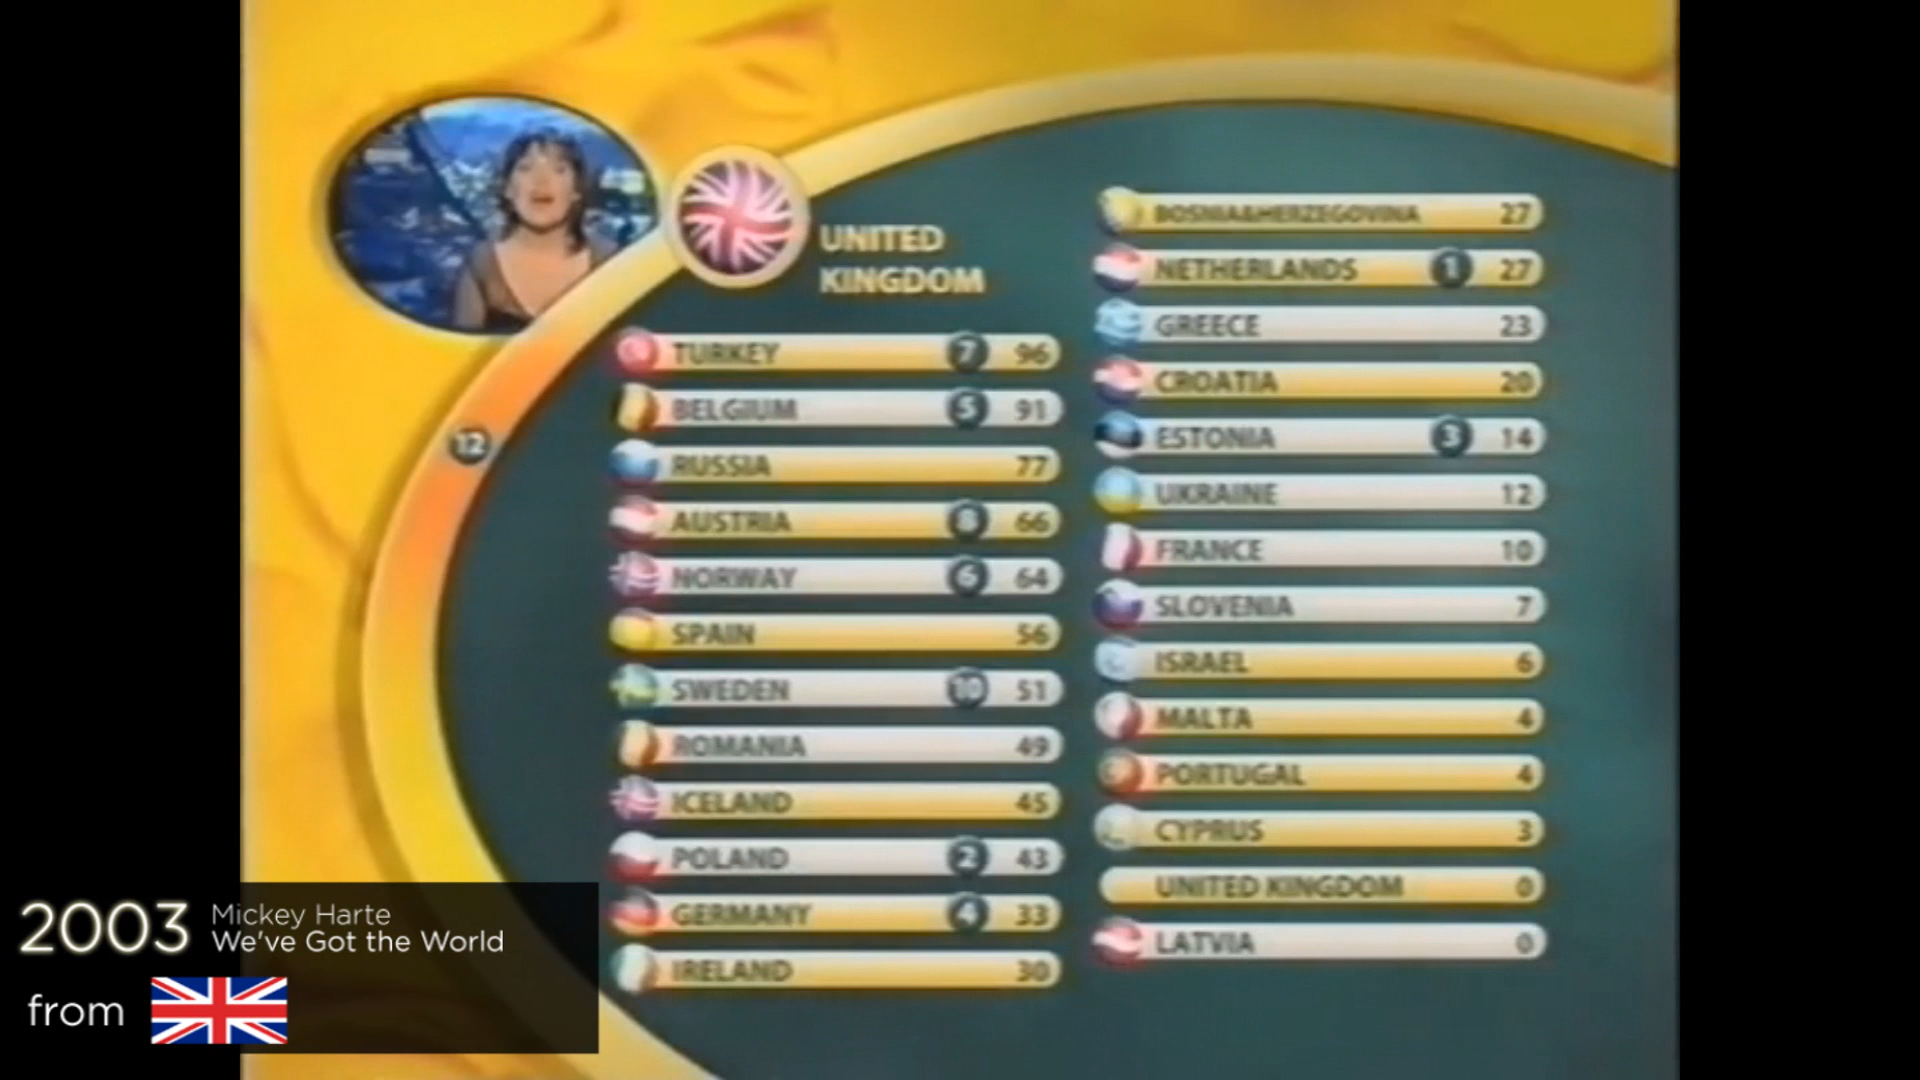 UNITED
KINGDOM
12
TURKEY 7 96
BELGIUM 5 91
RUSSIA 77
AUSTRIA 8 66
NORWAY 6 64
SPAIN 56
SWEDEN 10 51
ROMANIA 49
ICELAND 45
POLAND 2 43
GERMANY 4 33
IRELAND 30
BOSNIA&HERZEGOVINA 27
NETHERLANDS 1 27
GREECE 23
CROATIA 20
ESTONIA 3 14
UKRAINE 12
FRANCE 10
SLOVENIA 7
ISRAEL 6
MALTA 4
PORTUGAL 4
CYPRUS 3
UNITED KINGDOM 0
LATVIA 0
2003 Mickey Harte
We've Got the World
from